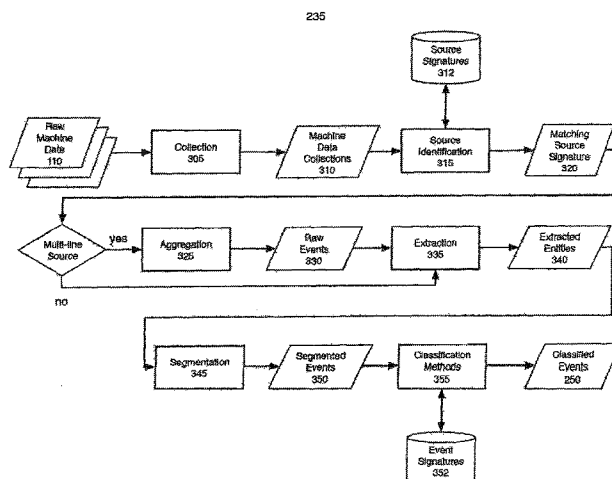 235
Source
Signatures
312
Raw
Machine
Data
110
Collection
305
Machine
Data
Collections
310
Source
Identification
315
Matching
Source
Signature
320
Multi-line
Source
yes
no
Aggregation
325
Raw
Events
330
Extraction
335
Extracted
Entities
340
Segmentation
345
Segmented
Events
350
Classification
Methods
355
Classified
Events
250
Event
Signatures
352